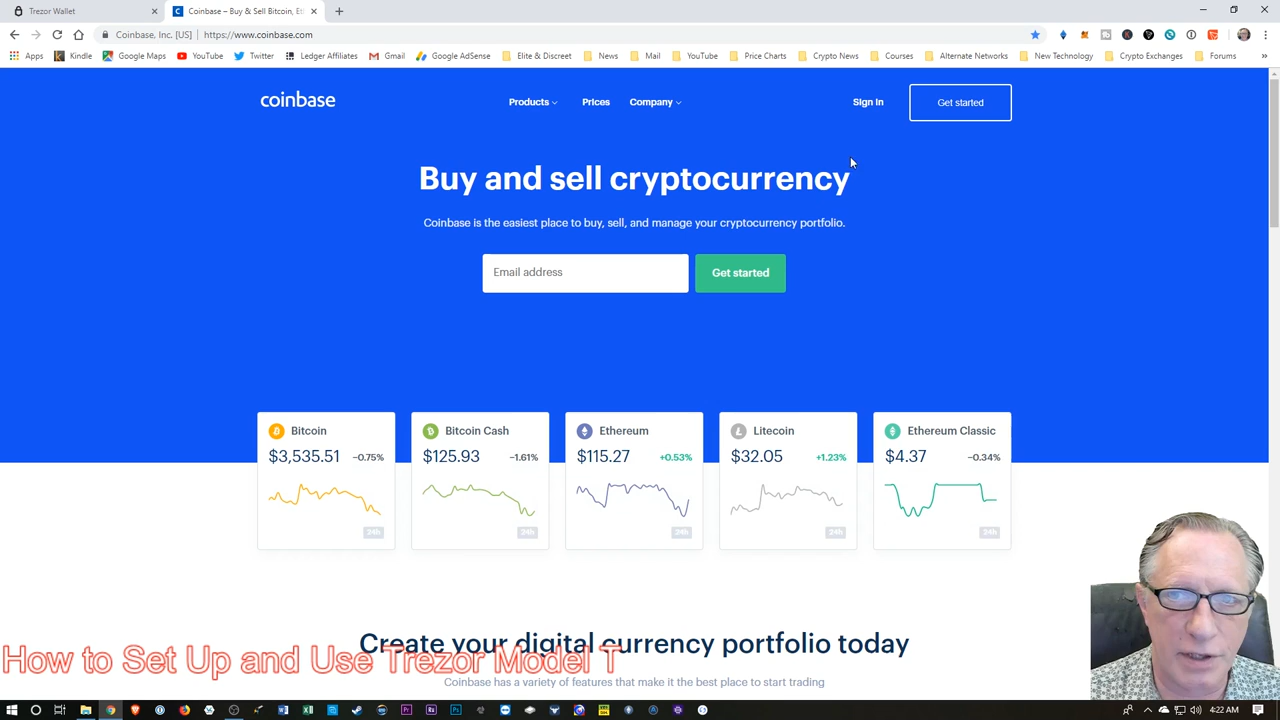 Trezor Wallet
Coinbase – Buy & Sell Bitcoin, Et
Coinbase, Inc. [US] | https://www.coinbase.com
Apps Kindle Google Maps YouTube Twitter Ledger Affiliates Gmail Google AdSense Elite & Discreet News Mail YouTube Price Charts Crypto News Courses Alternate Networks New Technology Crypto Exchanges Forums »
coinbase Products Prices Company Sign in Get started
Buy and sell cryptocurrency
Coinbase is the easiest place to buy, sell, and manage your cryptocurrency portfolio.
Email address Get started
Bitcoin
$3,535.51 −0.75%
24h
Bitcoin Cash
$125.93 −1.61%
24h
Ethereum
$115.27 +0.53%
24h
Litecoin
$32.05 +1.23%
24h
Ethereum Classic
$4.37 −0.34%
24h
Create your digital currency portfolio today
How to Set Up and Use Trezor Model T
Coinbase has a variety of features that make it the best place to start trading
4:22 AM